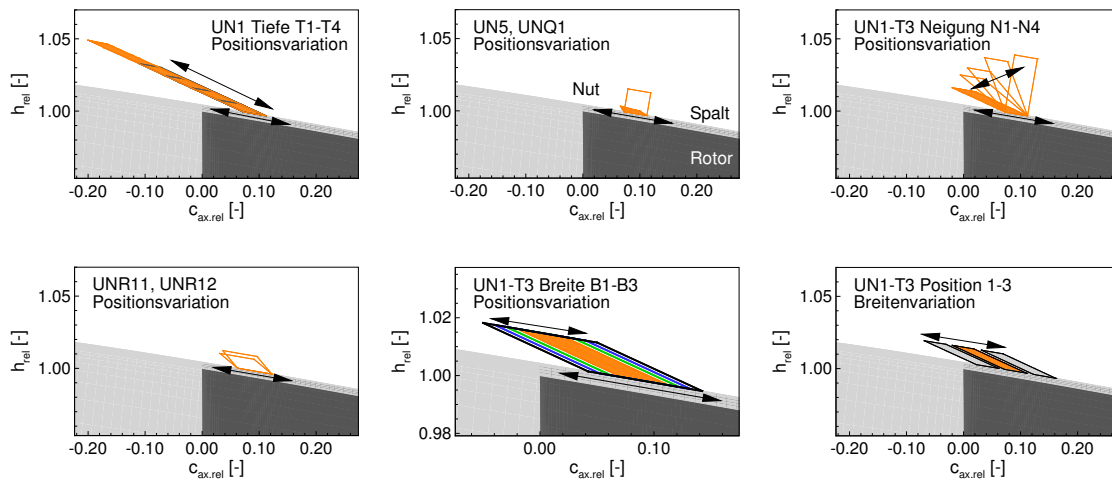 UN1 Tiefe T1-T4
Positionsvariation
h_rel [-]
1.05
1.00
-0.20 -0.10 0.00 0.10 0.20
c_ax.rel [-]
UN5, UNQ1
Positionsvariation
Nut
Spalt
Rotor
h_rel [-]
1.05
1.00
-0.20 -0.10 0.00 0.10 0.20
c_ax.rel [-]
UN1-T3 Neigung N1-N4
Positionsvariation
h_rel [-]
1.05
1.00
-0.20 -0.10 0.00 0.10 0.20
c_ax.rel [-]
UNR11, UNR12
Positionsvariation
h_rel [-]
1.05
1.00
-0.20 -0.10 0.00 0.10 0.20
c_ax.rel [-]
UN1-T3 Breite B1-B3
Positionsvariation
h_rel [-]
1.02
1.00
0.98
0.00 0.10
c_ax.rel [-]
UN1-T3 Position 1-3
Breitenvariation
h_rel [-]
1.05
1.00
-0.20 -0.10 0.00 0.10 0.20
c_ax.rel [-]